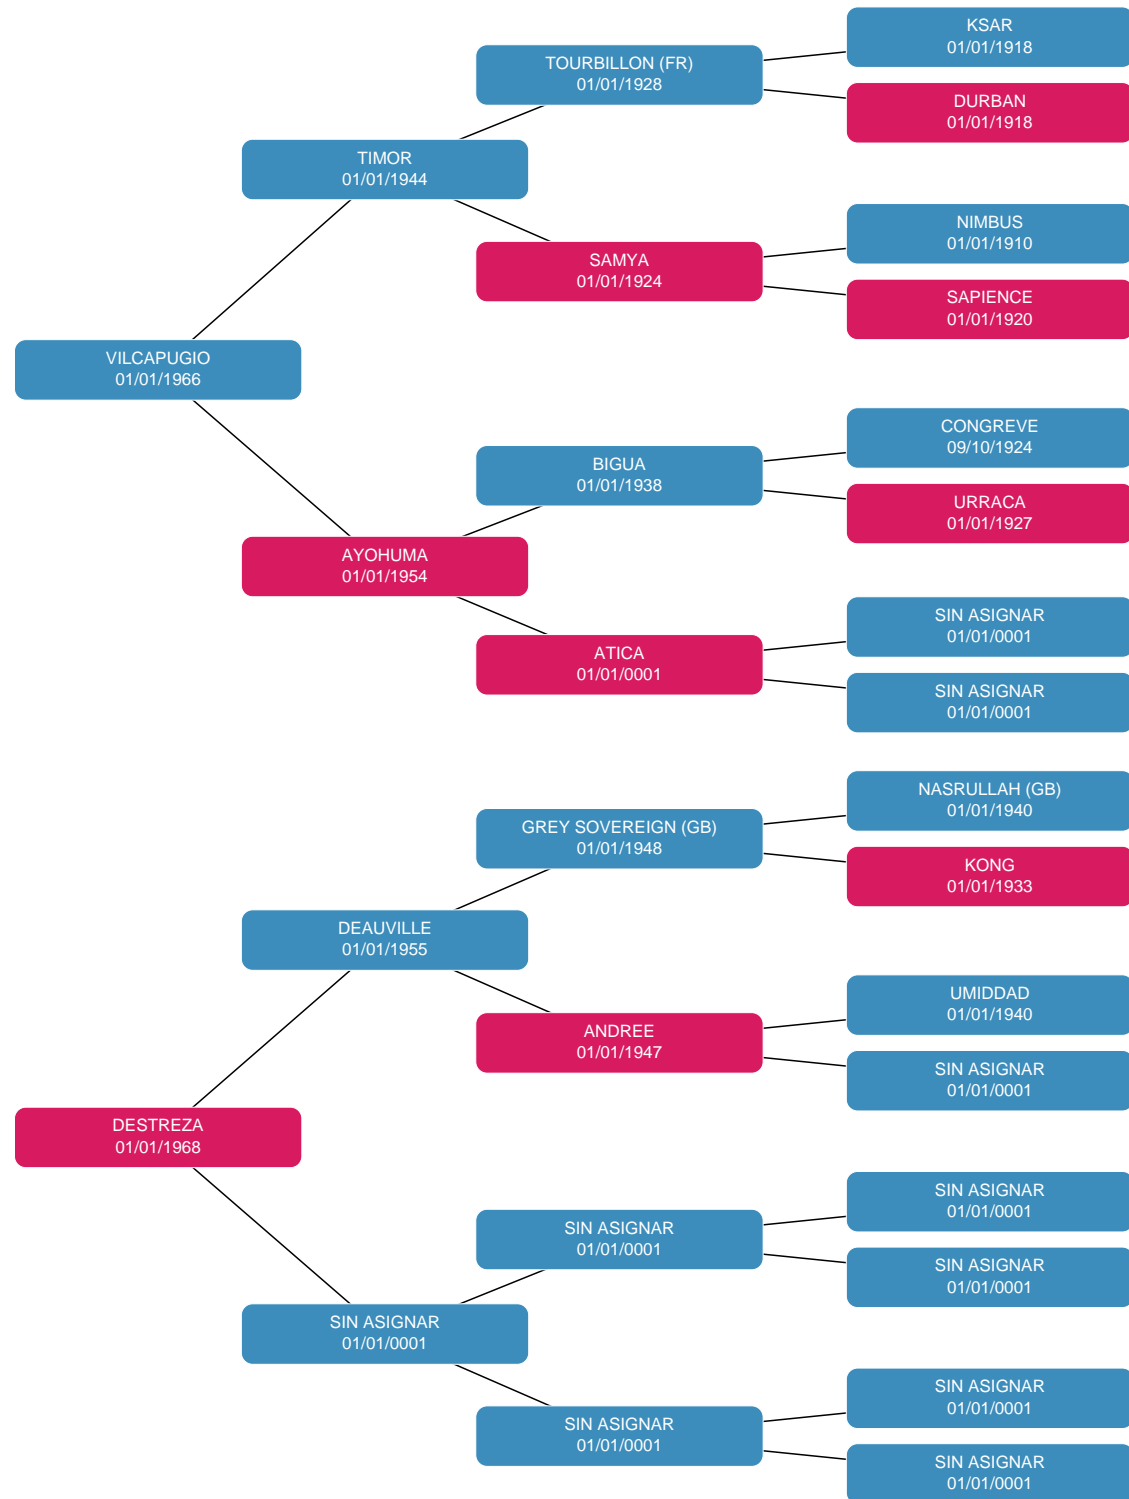 KSAR
01/01/1918
TOURBILLON (FR)
01/01/1928
DURBAN
01/01/1918
TIMOR
01/01/1944
NIMBUS
01/01/1910
SAMYA
01/01/1924
SAPIENCE
01/01/1920
VILCAPUGIO
01/01/1966
CONGREVE
09/10/1924
BIGUA
01/01/1938
URRACA
01/01/1927
AYOHUMA
01/01/1954
SIN ASIGNAR
01/01/0001
ATICA
01/01/0001
SIN ASIGNAR
01/01/0001
NASRULLAH (GB)
01/01/1940
GREY SOVEREIGN (GB)
01/01/1948
KONG
01/01/1933
DEAUVILLE
01/01/1955
UMIDDAD
01/01/1940
ANDREE
01/01/1947
SIN ASIGNAR
01/01/0001
DESTREZA
01/01/1968
SIN ASIGNAR
01/01/0001
SIN ASIGNAR
01/01/0001
SIN ASIGNAR
01/01/0001
SIN ASIGNAR
01/01/0001
SIN ASIGNAR
01/01/0001
SIN ASIGNAR
01/01/0001
SIN ASIGNAR
01/01/0001